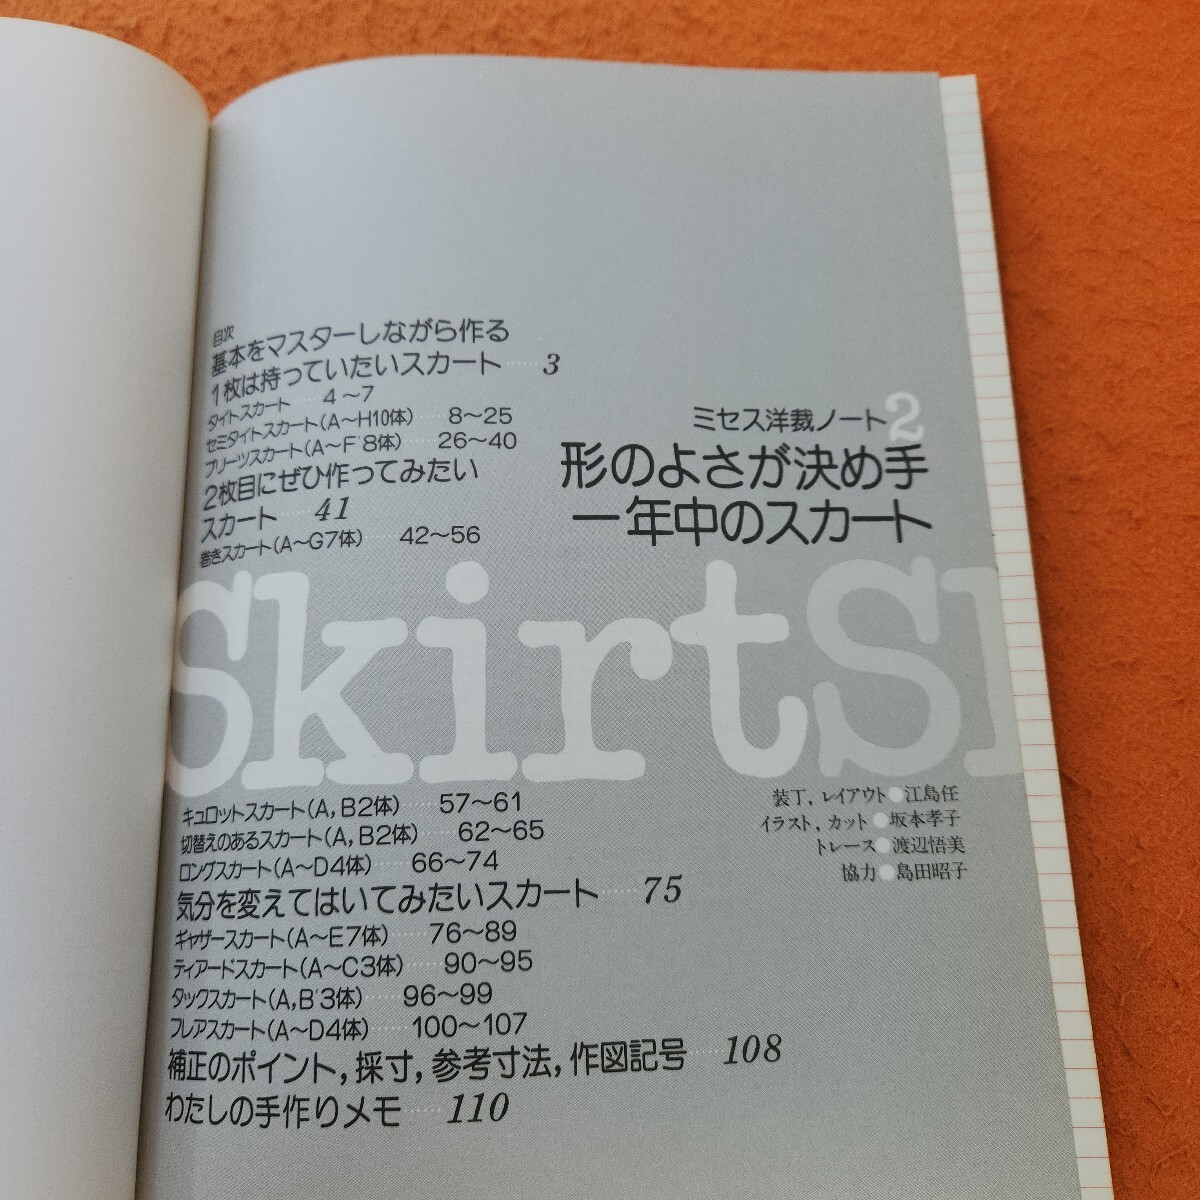 目次
基本をマスターしながら作る
1枚は持っていたいスカート……3
タイトスカート……4〜7
セミタイトスカート(A〜H10体)……8〜25
プリーツスカート(A〜F'8体)……26〜40
2枚目にぜひ作ってみたい
スカート……41
巻きスカート(A〜G7体)……42〜56
ミセス洋裁ノート2
形のよさが決め手
一年中のスカート
SkirtSk
キュロットスカート(A,B2体)……57〜61
切替えのあるスカート(A,B2体)……62〜65
ロングスカート(A〜D4体)……66〜74
気分を変えてはいてみたいスカート……75
ギャザースカート(A〜E7体)……76〜89
ティアードスカート(A〜C3体)……90〜95
タックスカート(A,B'3体)……96〜99
フレアスカート(A〜D4体)……100〜107
補正のポイント,採寸,参考寸法,作図記号……108
わたしの手作りメモ……110
装丁,レイアウト●江島任
イラスト,カット●坂本孝子
トレース●渡辺悟美
協力●島田昭子